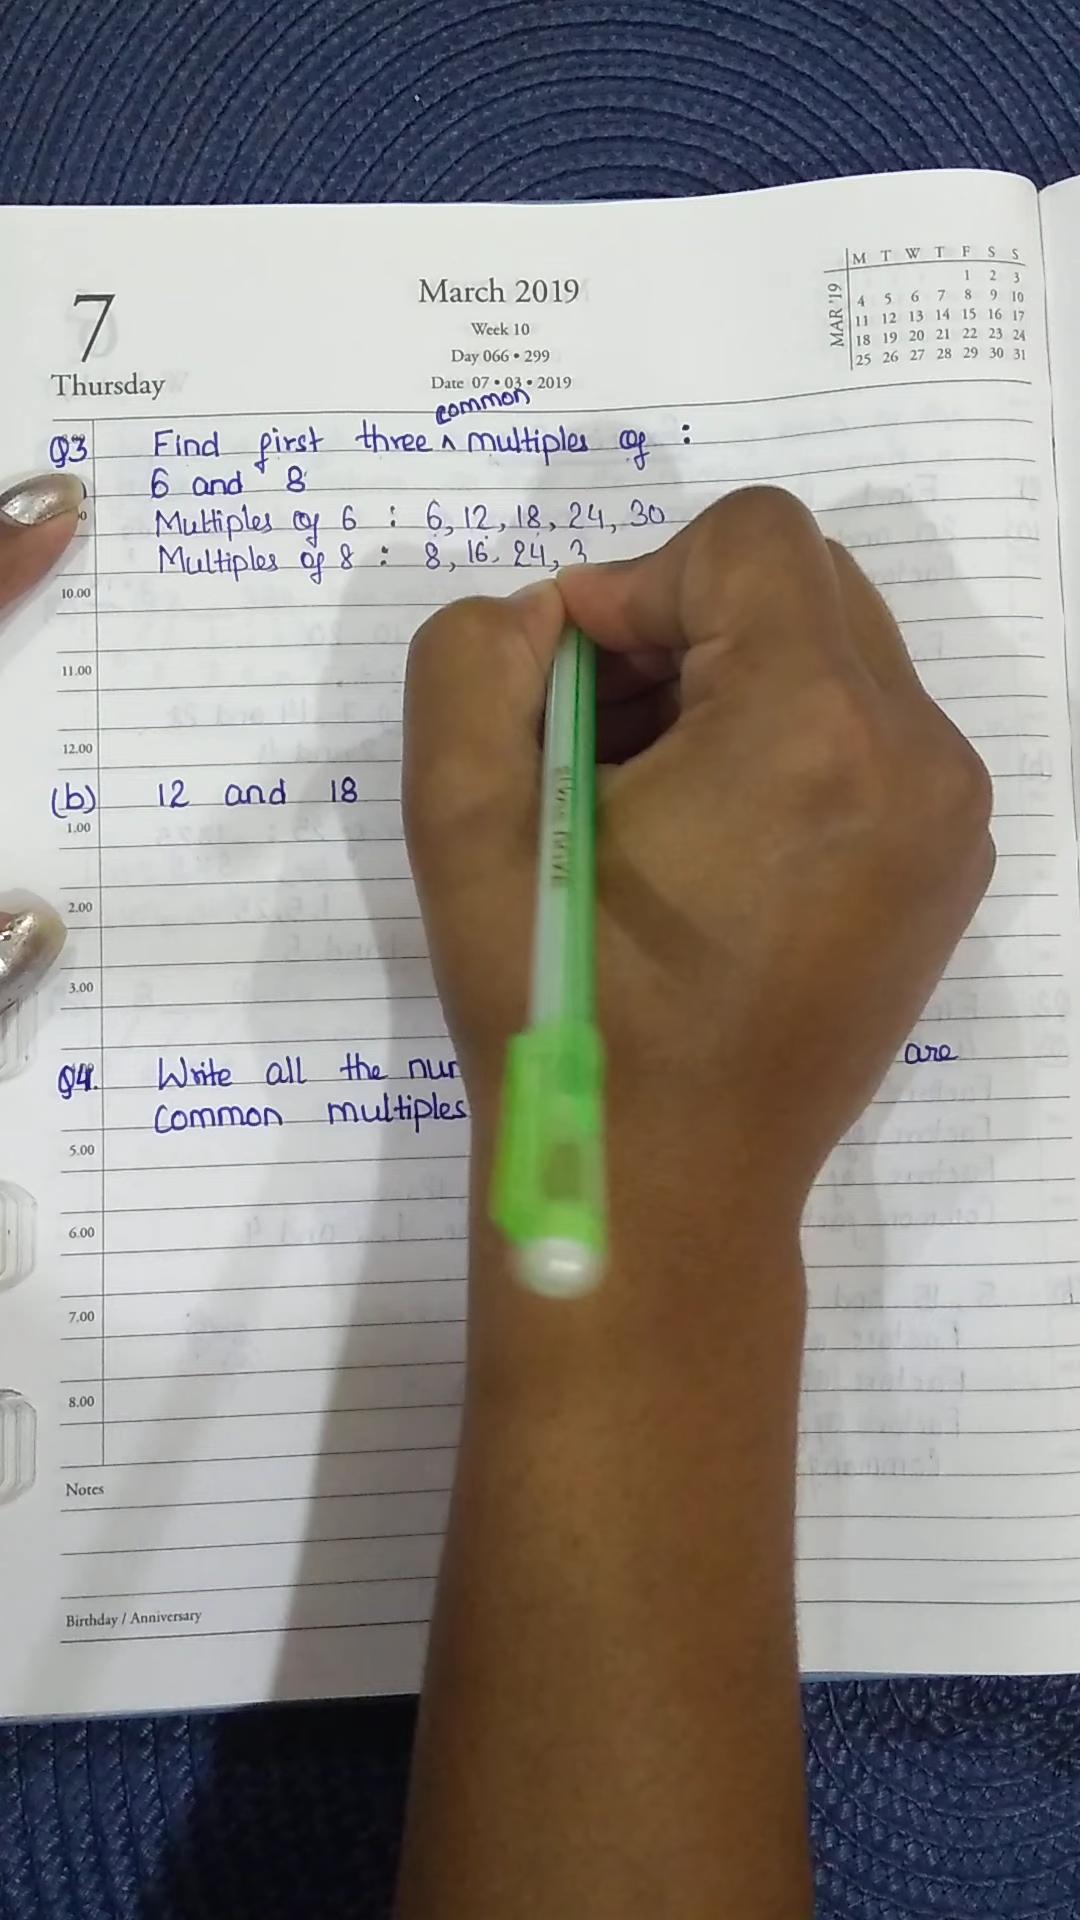 7
Thursday
March 2019
Week 10
Day 066 • 299
Date 07 • 03 • 2019
MAR '19
M T W T F S S
1 2 3
4 5 6 7 8 9 10
11 12 13 14 15 16 17
18 19 20 21 22 23 24
25 26 27 28 29 30 31
common
Q3 Find first three ^ multiples of :
6 and 8
Multiples of 6 : 6, 12, 18, 24, 30
Multiples of 8 : 8, 16, 24, 3
10.00
11.00
12.00
(b) 12 and 18
1.00
2.00
3.00
Q4. Write all the are
Common multiples
5.00
6.00
7.00
8.00
Notes
Birthday / Anniversary